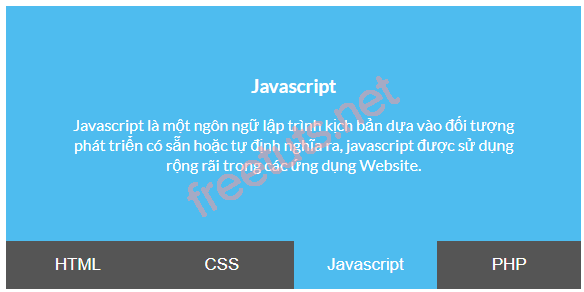 Javascript
Javascript là một ngôn ngữ lập trình kịch bản dựa vào đối tượng
phát triển có sẵn hoặc tự định nghĩa ra, javascript được sử dụng
rộng rãi trong các ứng dụng Website.
freetuts.net
HTML
CSS
Javascript
PHP